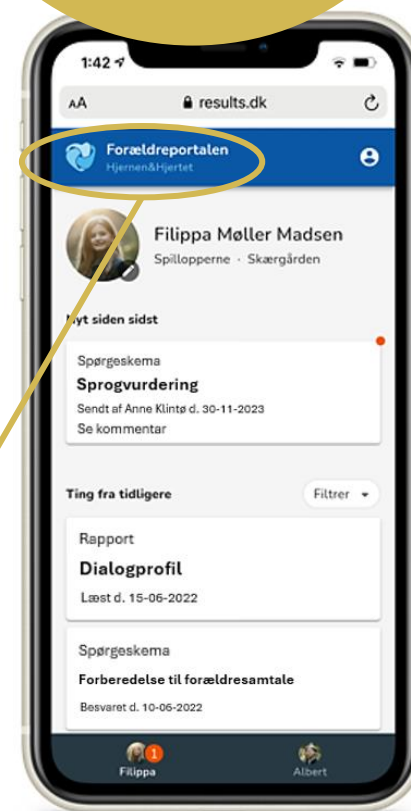 1:42
AA results.dk
Forældreportalen
Hjernen&Hjertet
Filippa Møller Madsen
Spillopperne · Skærgården
Nyt siden sidst
Spørgeskema
Sprogvurdering
Sendt af Anne Klintø d. 30-11-2023
Se kommentar
Ting fra tidligere
Filtrer
Rapport
Dialogprofil
Læst d. 15-06-2022
Spørgeskema
Forberedelse til forældresamtale
Besvaret d. 10-06-2022
1
Filippa Albert